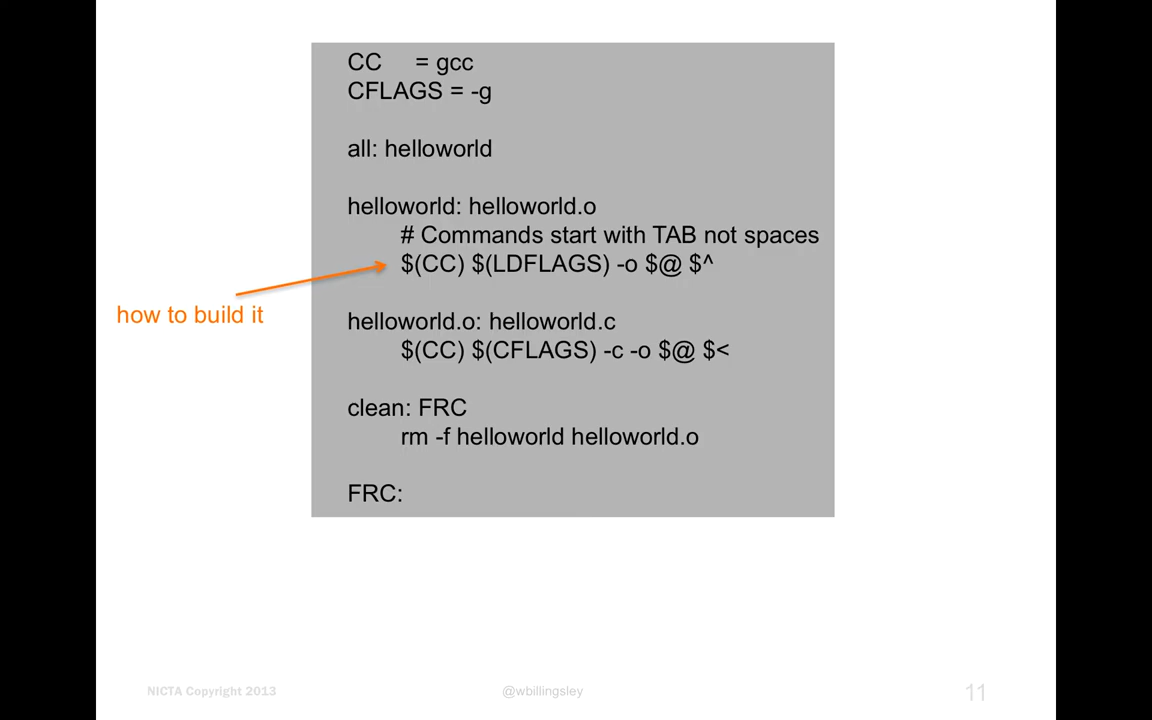 CC = gcc
CFLAGS = -g
all: helloworld
helloworld: helloworld.o
# Commands start with TAB not spaces
$(CC) $(LDFLAGS) -o $@ $^
how to build it
helloworld.o: helloworld.c
$(CC) $(CFLAGS) -c -o $@ $<
clean: FRC
rm -f helloworld helloworld.o
FRC:
NICTA Copyright 2013
@wbillingsley
11